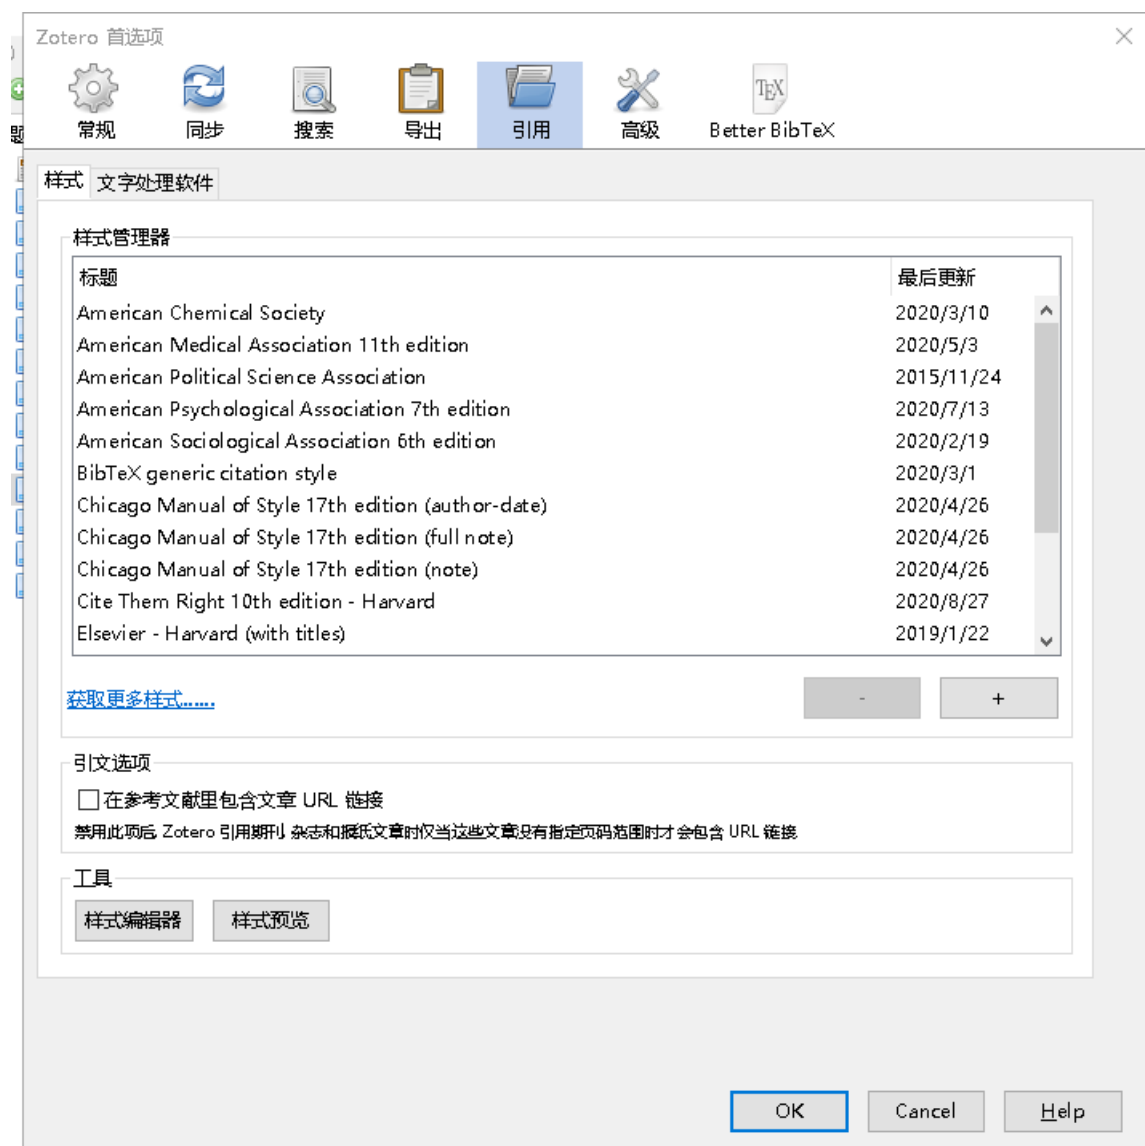 Zotero 首选项
常规 同步 搜索 导出 引用 高级 Better BibTeX
样式 文字处理软件
样式管理器
标题 最后更新
American Chemical Society 2020/3/10
American Medical Association 11th edition 2020/5/3
American Political Science Association 2015/11/24
American Psychological Association 7th edition 2020/7/13
American Sociological Association 6th edition 2020/2/19
BibTeX generic citation style 2020/3/1
Chicago Manual of Style 17th edition (author-date) 2020/4/26
Chicago Manual of Style 17th edition (full note) 2020/4/26
Chicago Manual of Style 17th edition (note) 2020/4/26
Cite Them Right 10th edition - Harvard 2020/8/27
Elsevier - Harvard (with titles) 2019/1/22
获取更多样式…… - +
引文选项
在参考文献里包含文章 URL 链接
禁用此项后, Zotero 引用期刊, 杂志和报纸文章时仅当这些文章没有指定页码范围时才会包含 URL 链接
工具
样式编辑器 样式预览
OK Cancel Help